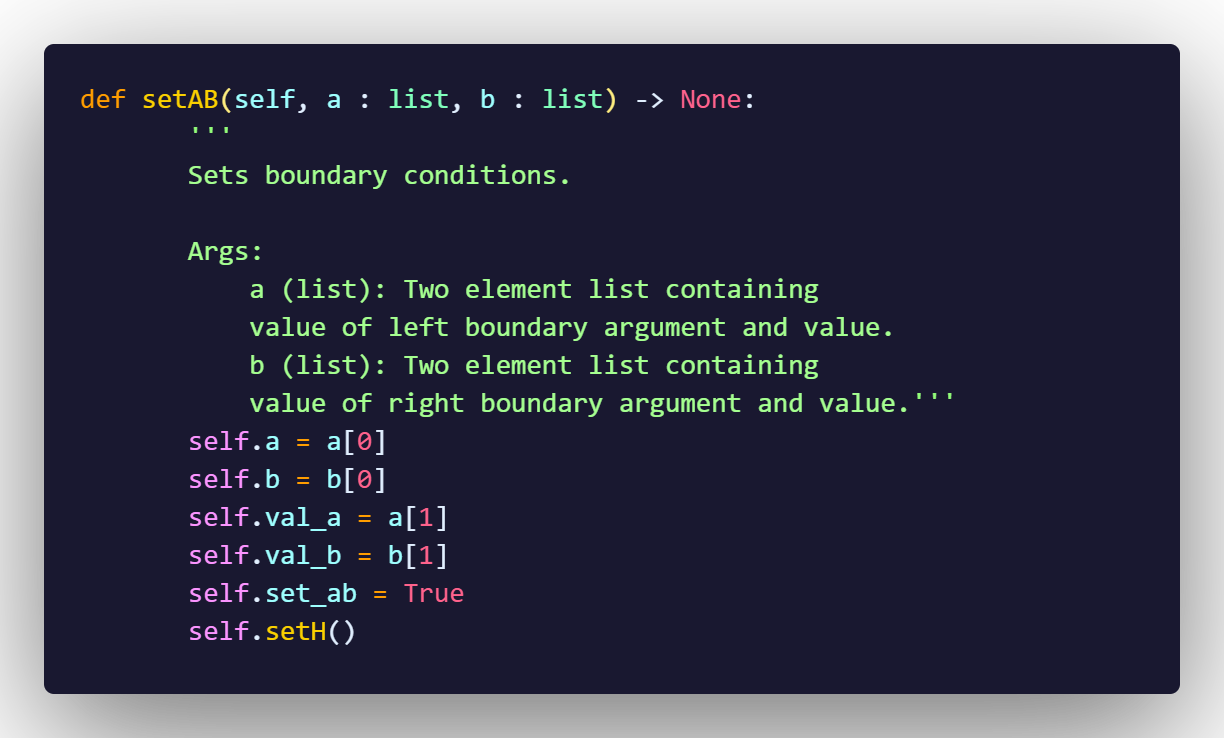 def setAB(self, a : list, b : list) -> None:
       '''
       Sets boundary conditions.

       Args:
           a (list): Two element list containing
           value of left boundary argument and value.
           b (list): Two element list containing
           value of right boundary argument and value.'''
       self.a = a[0]
       self.b = b[0]
       self.val_a = a[1]
       self.val_b = b[1]
       self.set_ab = True
       self.setH()